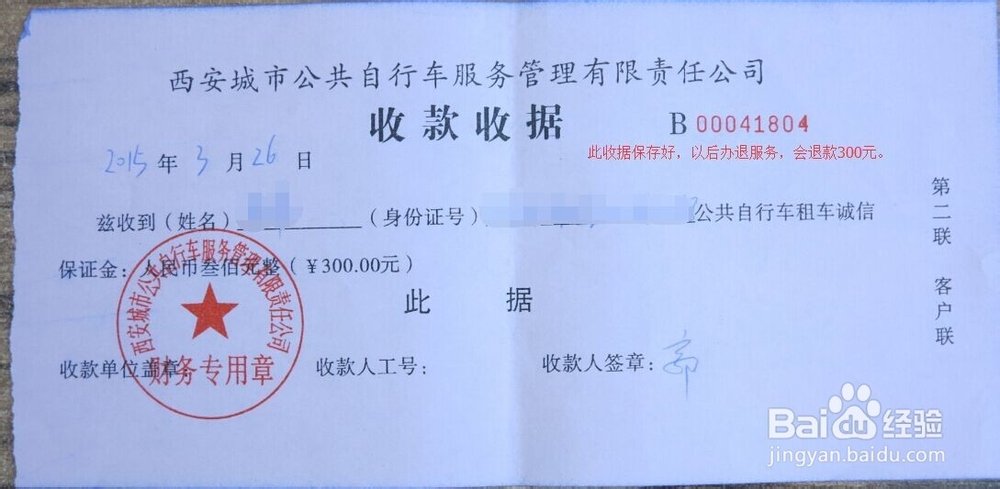 西安城市公共自行车服务管理有限责任公司
收款收据 B 00041804
此收据保存好，以后办退服务，会退款300元。
2015 年 3 月 26 日
兹收到（姓名）（身份证号）公共自行车租车诚信
保证金：人民币叁佰元整（￥300.00元）
此 据
收款单位盖章： 收款人工号： 收款人签章：
西安城市公共自行车服务管理有限责任公司
财务专用章
第二联 客户联
Baidu经验
jingyan.baidu.com